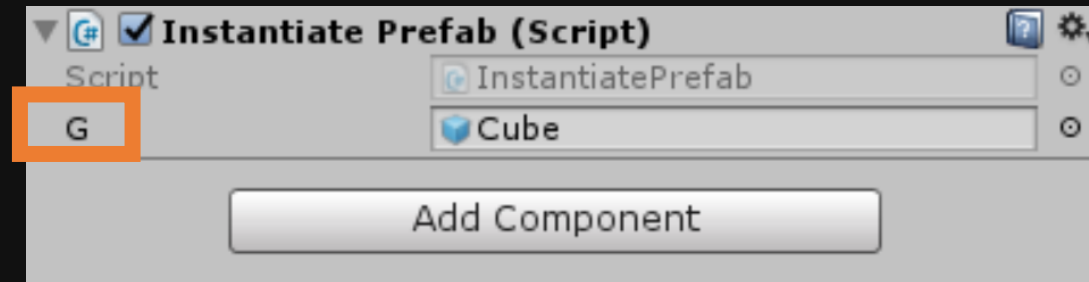 Instantiate Prefab (Script)
Script InstantiatePrefab
G Cube
Add Component